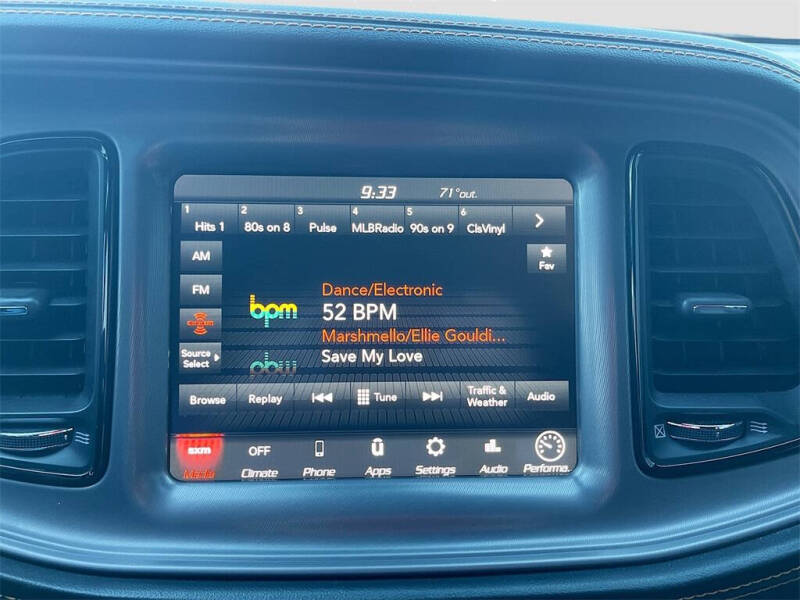 9:33 71°out.
1 2 3 4 5 6
Hits 1 80s on 8 Pulse MLBRadio 90s on 9 ClsVinyl
AM
Fav
FM
Dance/Electronic
bpm
52 BPM
Marshmello/Ellie Gouldi...
Save My Love
Source
Select
Browse Replay Tune Traffic &
Weather Audio
sxm OFF
Media Climate Phone Apps Settings Audio Performa.